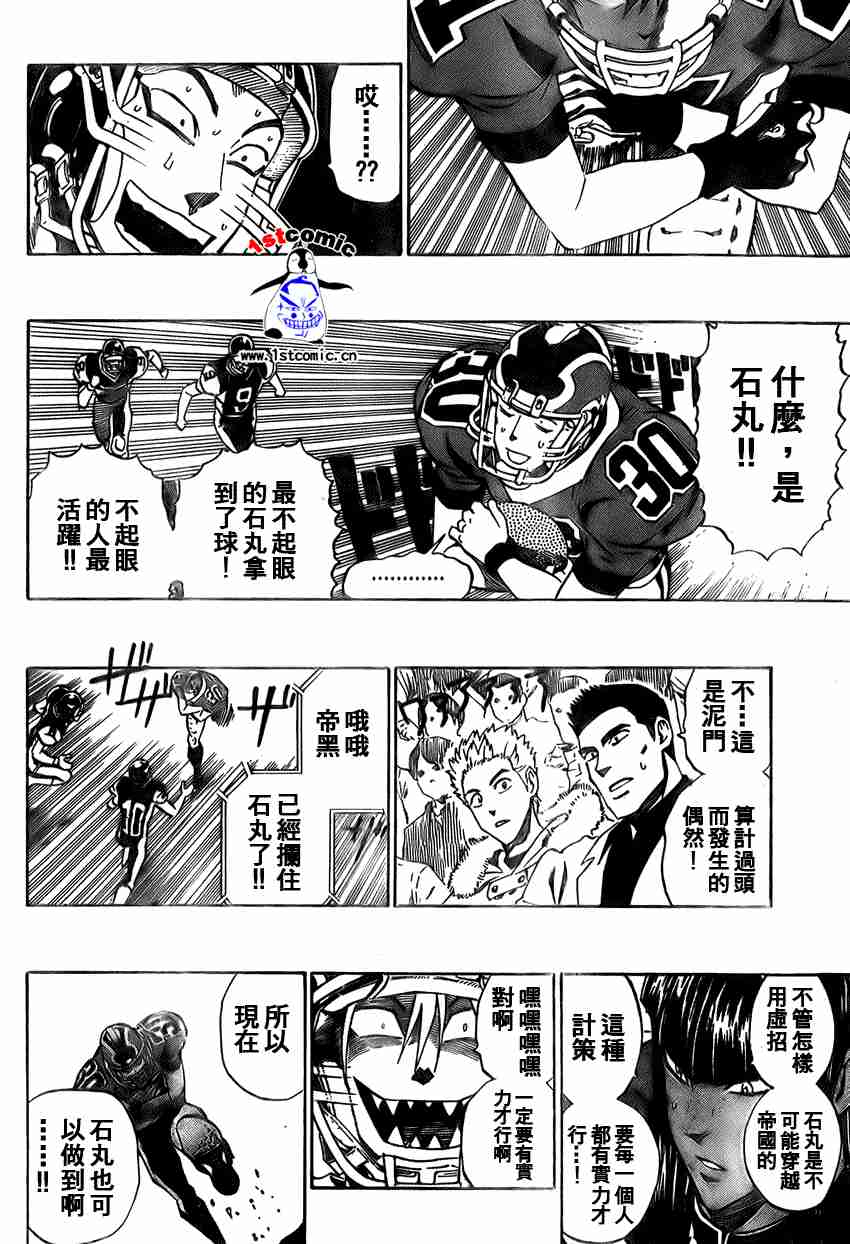 哎……??
1stcomic
www.1stcomic.cn
什麼，是
石丸!!
30
30
9
…………
最不起眼
的石丸拿
到了球！
不起眼
的人最
活躍!!
不…這
是泥門
算計過頭
而發生的
偶然！
哦哦
帝黑
已經攔住
石丸了!!
10
不管怎樣
用虛招
石丸是不
可能穿越
帝國的
這種
計策
要每一個人
都有實力才
行…！
嘿嘿嘿嘿
對啊
一定要有實
力才行啊
所以
現在
石丸也可
以做到啊
……!!